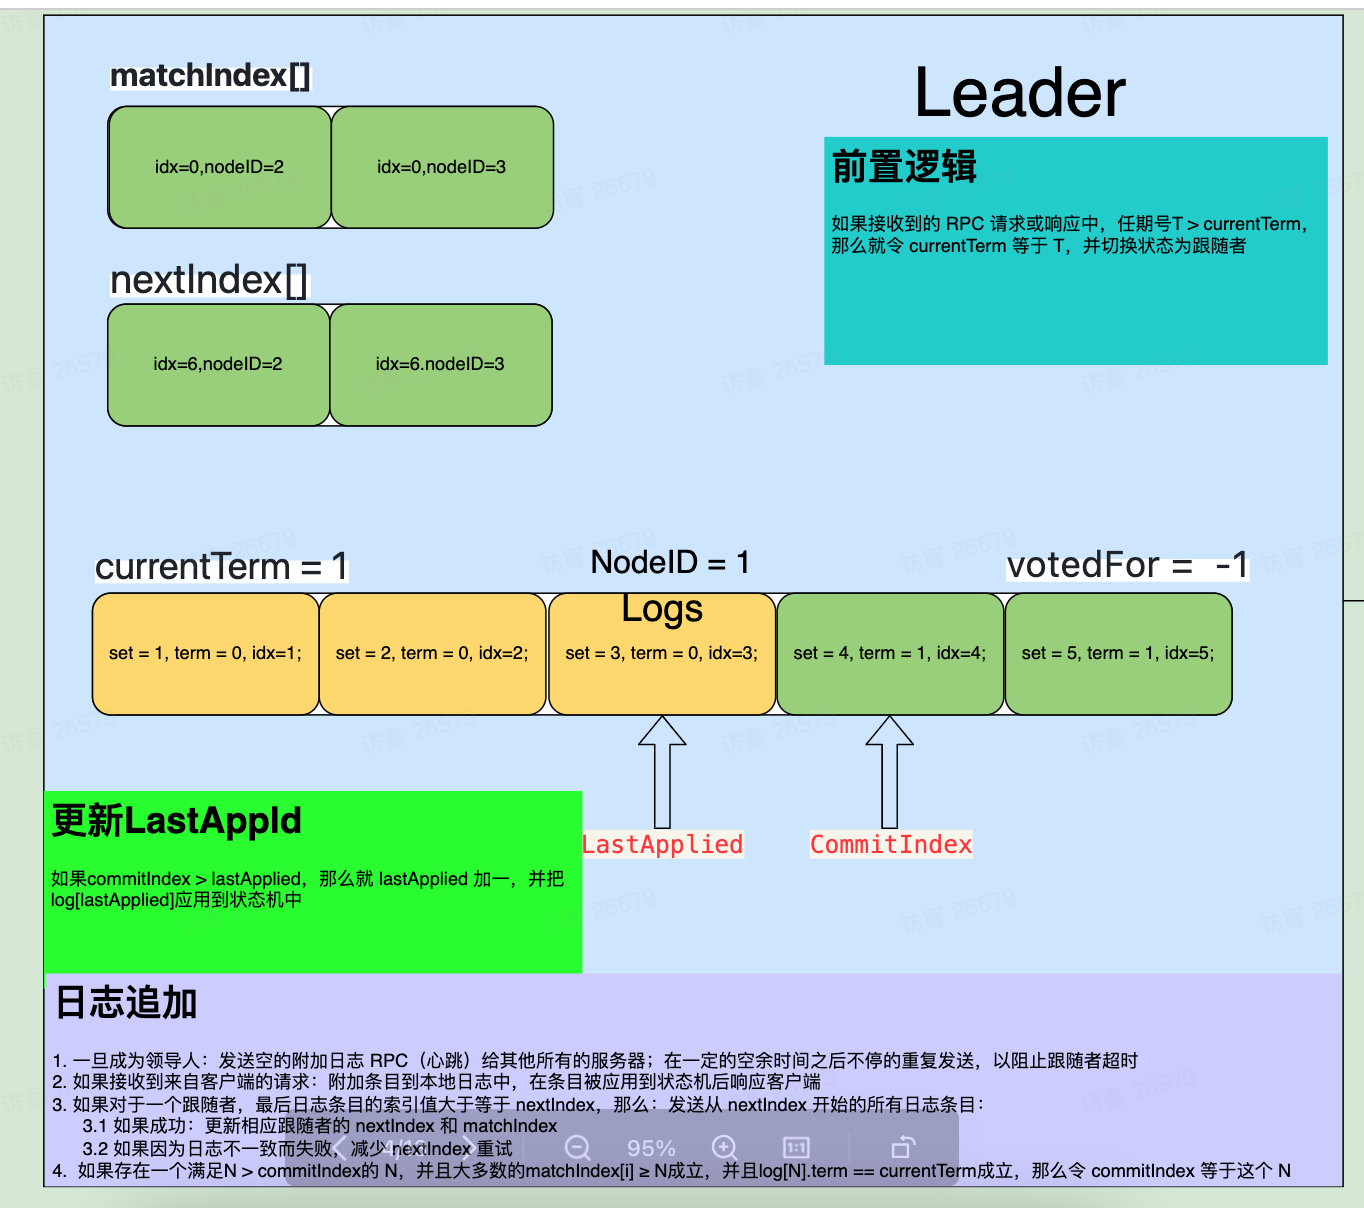 matchIndex[]
Leader
idx=0,nodeID=2
idx=0,nodeID=3
前置逻辑
如果接收到的 RPC 请求或响应中，任期号T > currentTerm，
那么就令 currentTerm 等于 T，并切换状态为跟随者
nextIndex[]
idx=6,nodeID=2
idx=6.nodeID=3
currentTerm = 1
NodeID = 1
votedFor = -1
Logs
set = 1, term = 0, idx=1;
set = 2, term = 0, idx=2;
set = 3, term = 0, idx=3;
set = 4, term = 1, idx=4;
set = 5, term = 1, idx=5;
LastApplied
CommitIndex
更新LastAppId
如果commitIndex > lastApplied，那么就 lastApplied 加一，并把
log[lastApplied]应用到状态机中
日志追加
1. 一旦成为领导人：发送空的附加日志 RPC（心跳）给其他所有的服务器；在一定的空余时间之后不停的重复发送，以阻止跟随者超时
2. 如果接收到来自客户端的请求：附加条目到本地日志中，在条目被应用到状态机后响应客户端
3. 如果对于一个跟随者，最后日志条目的索引值大于等于 nextIndex，那么：发送从 nextIndex 开始的所有日志条目：
3.1 如果成功：更新相应跟随者的 nextIndex 和 matchIndex
3.2 如果因为日志不一致而失败，减少 nextIndex 重试
4. 如果存在一个满足N > commitIndex的 N，并且大多数的matchIndex[i] ≥ N成立，并且log[N].term == currentTerm成立，那么令 commitIndex 等于这个 N
95%
1:1
访客 25579